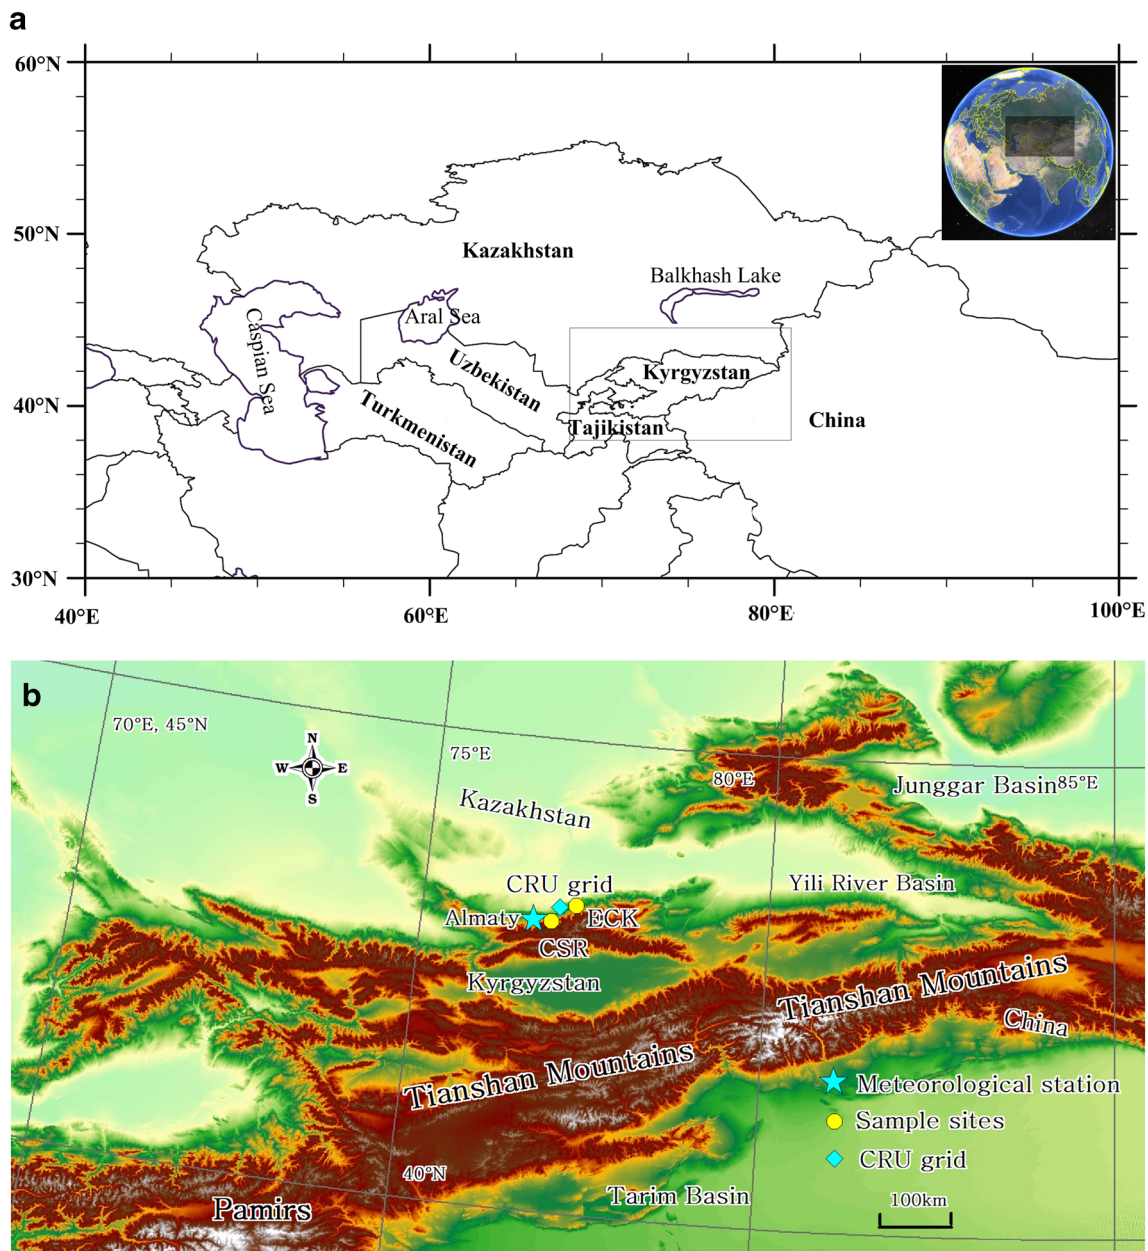 a
60°N
50°N
Kazakhstan
Balkhash Lake
Caspian Sea
Aral Sea
Uzbekistan
Kyrgyzstan
40°N
Turkmenistan
Tajikistan
China
30°N
40°E
60°E
80°E
100°E
b
70°E, 45°N
N
W
E
S
75°E
80°E
Junggar Basin
85°E
Kazakhstan
CRU grid
Yili River Basin
Almaty
ECK
CSR
Kyrgyzstan
Tianshan Mountains
China
Tianshan Mountains
Meteorological station
Sample sites
40°N
CRU grid
Tarim Basin
100km
Pamirs